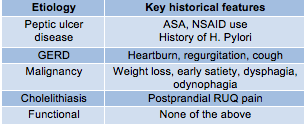 Etiology Key historical features
Peptic ulcer disease ASA, NSAID use
History of H. Pylori
GERD Heartburn, regurgitation, cough
Malignancy Weight loss, early satiety, dysphagia,
odynophagia
Cholelithiasis Postprandial RUQ pain
Functional None of the above